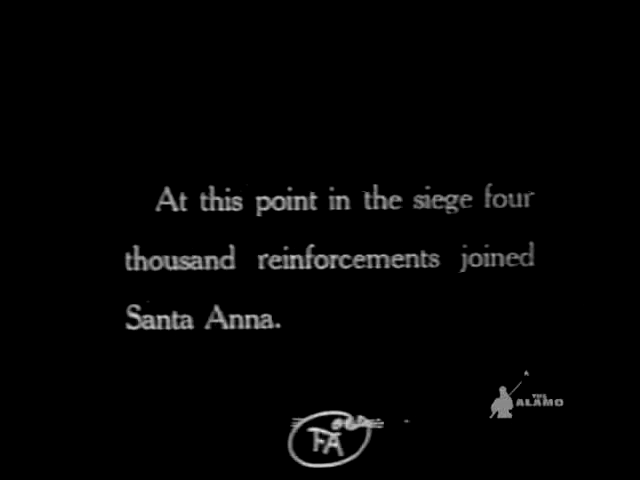 At this point in the siege four
thousand reinforcements joined
Santa Anna.
THE
ALAMO
FA